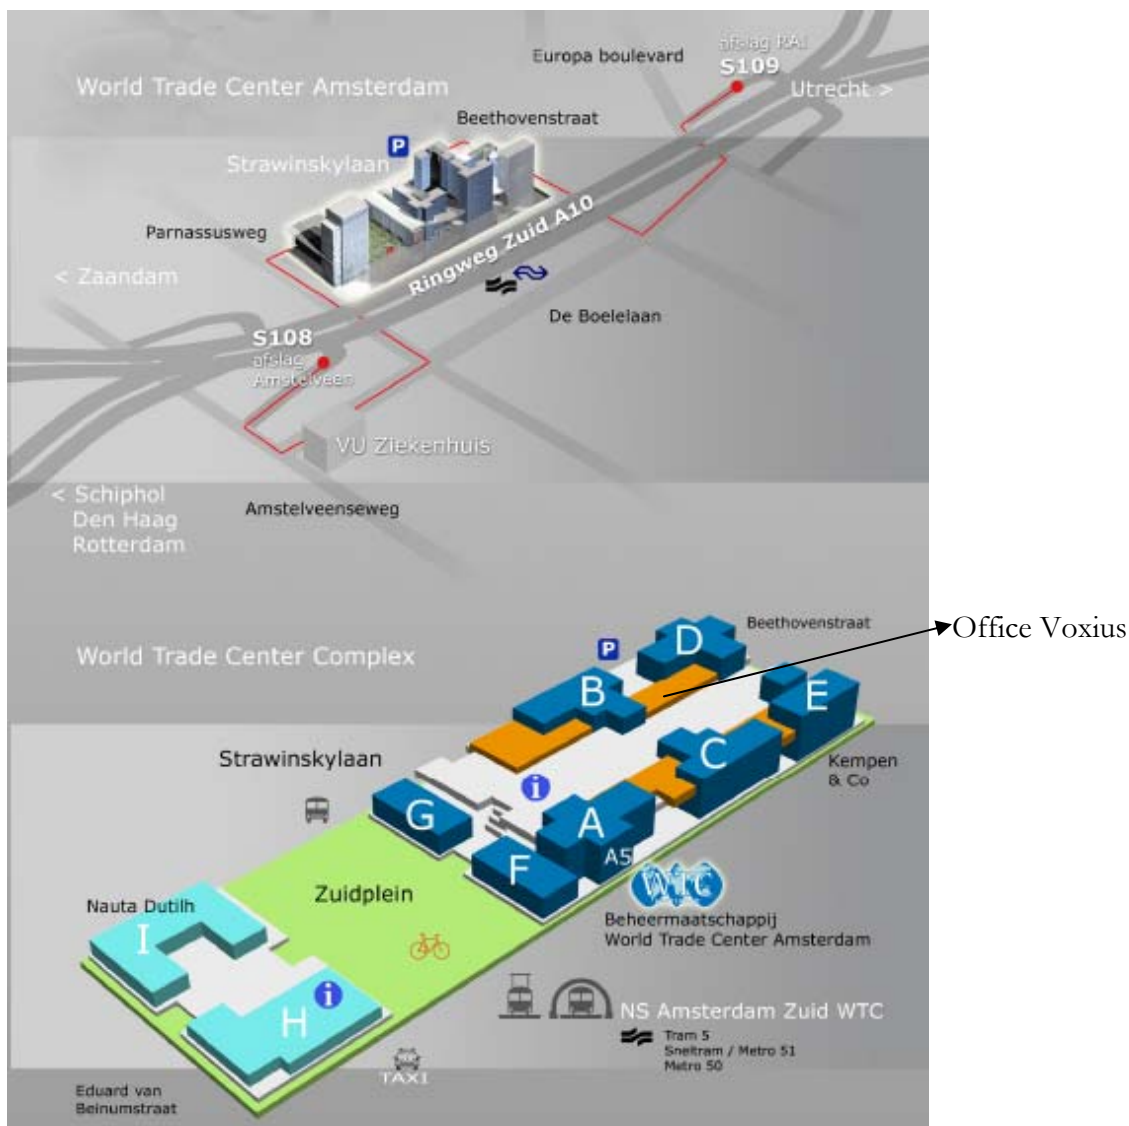 afslag RAI
Europa boulevard
S109
World Trade Center Amsterdam
Utrecht >
Beethovenstraat
P
Strawinskylaan
Parnassusweg
Ringweg Zuid A10
< Zaandam
De Boelelaan
S108
afslag
Amstelveen
VU Ziekenhuis
< Schiphol
Den Haag
Rotterdam
Amstelveenseweg
Beethovenstraat
Office Voxius
World Trade Center Complex
P
D
B
E
C
Strawinskylaan
Kempen
& Co
i
G
A
A5
F
WTC
Zuidplein
Nauta Dutilh
Beheermaatschappij
World Trade Center Amsterdam
I
i
H
NS Amsterdam Zuid WTC
Tram 5
Sneltram / Metro 51
Metro 50
TAXI
Eduard van
Beinumstraat